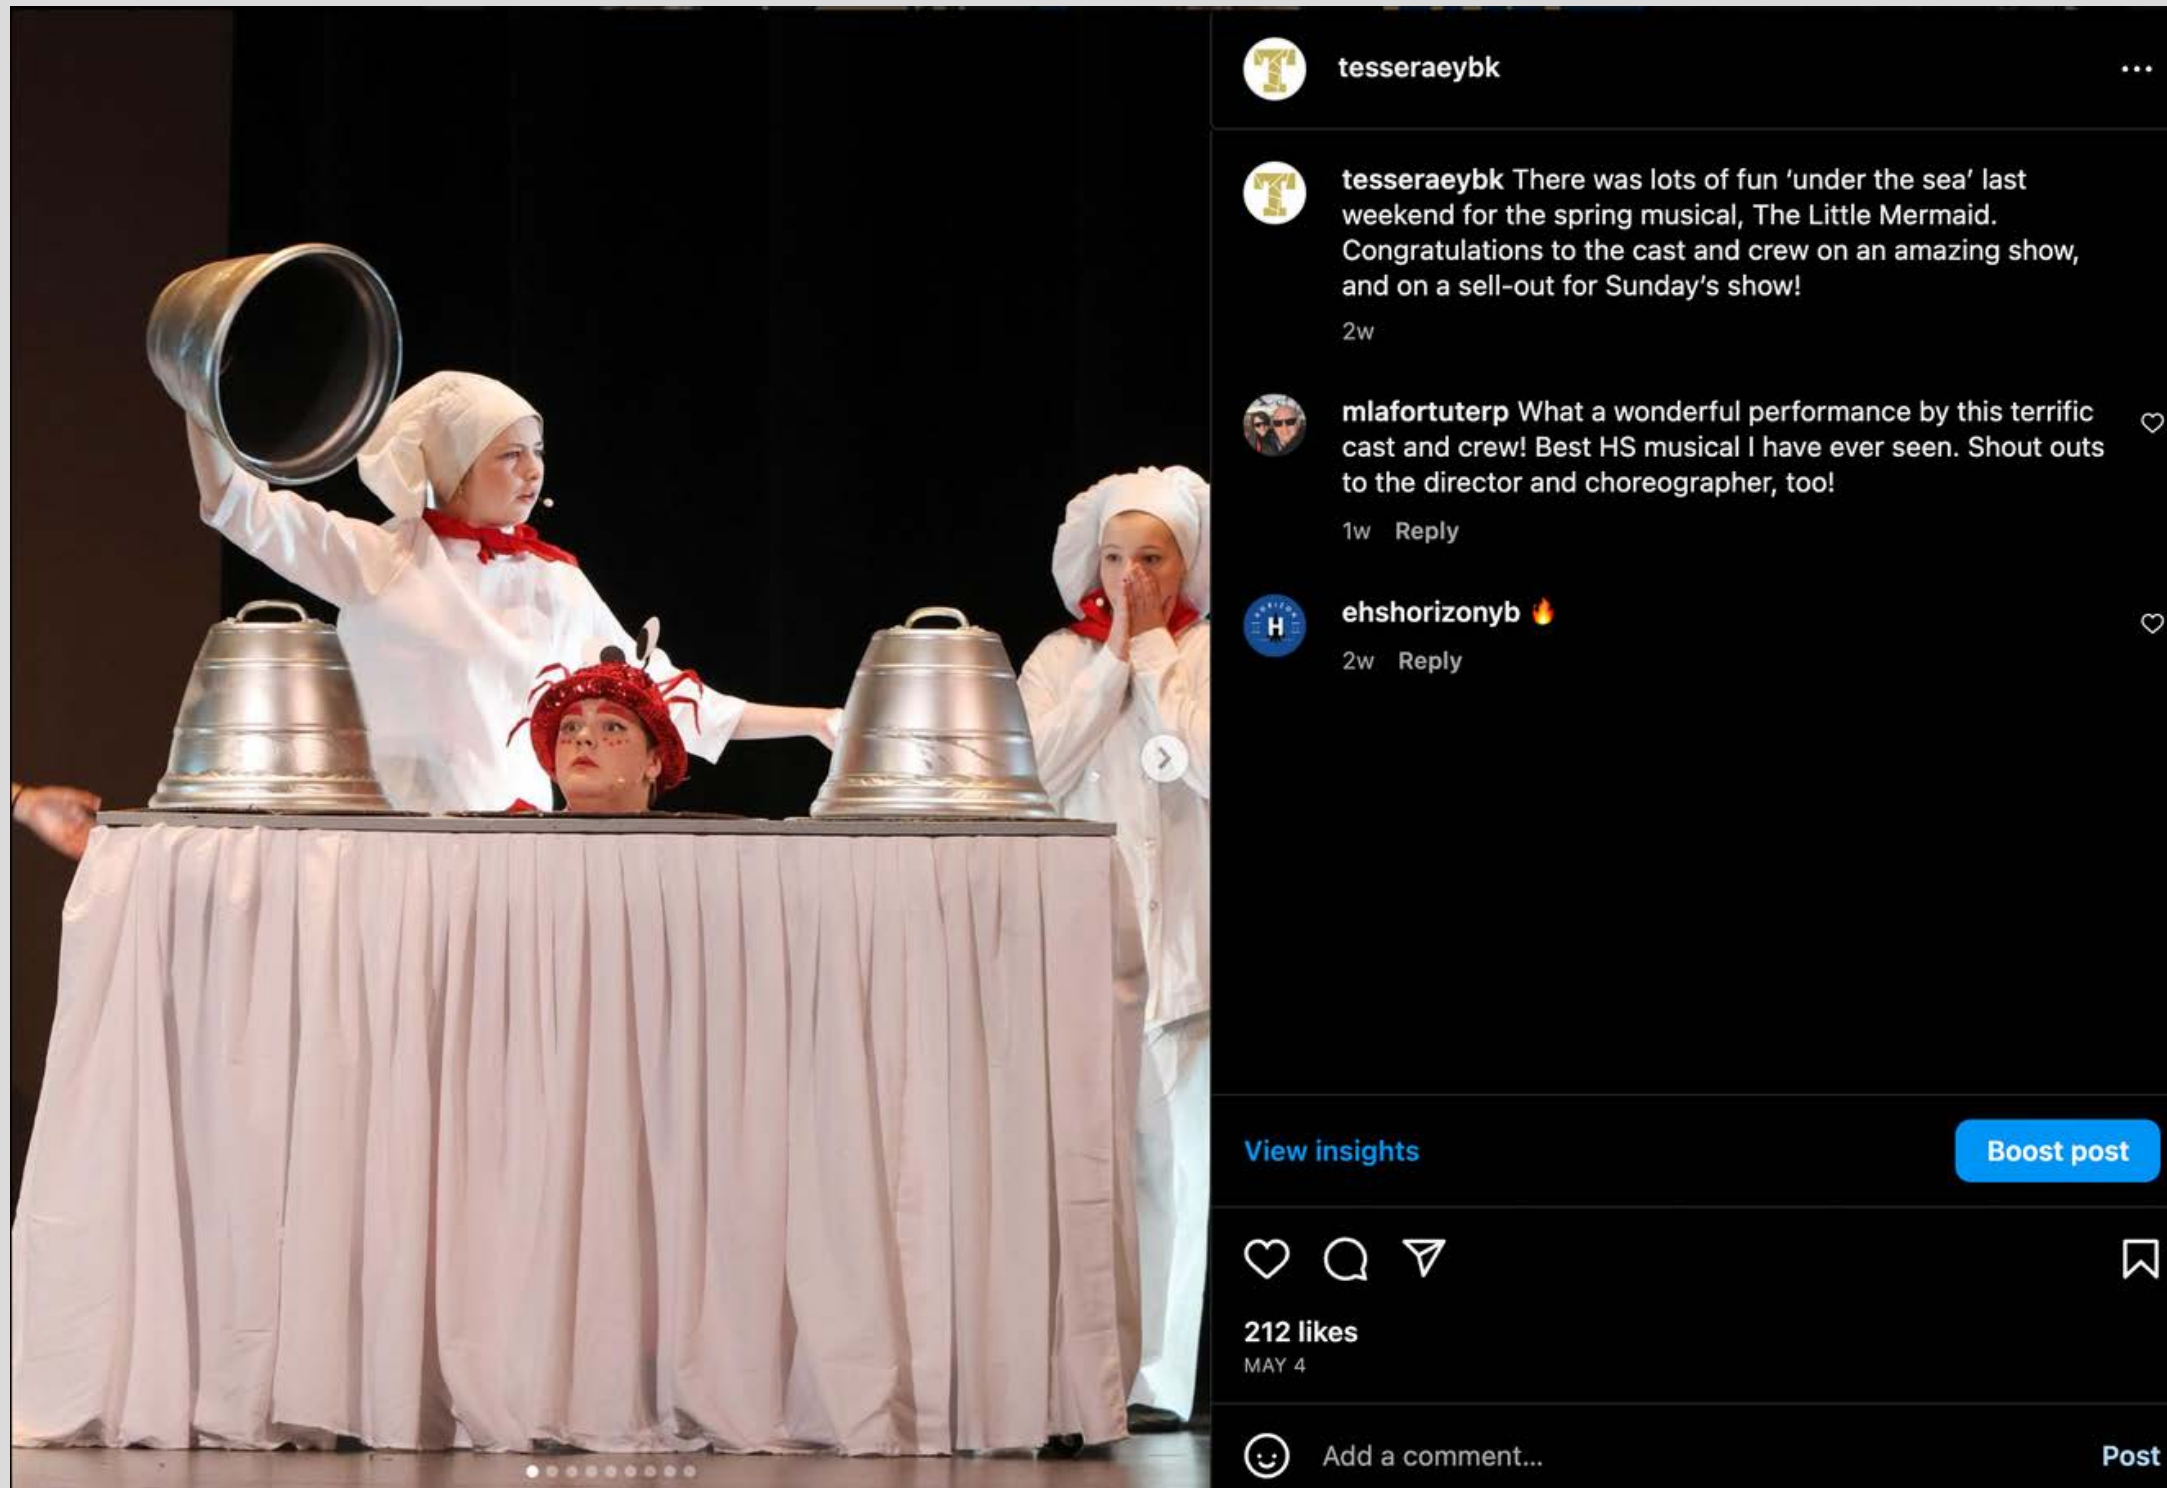 tesseraeybk
tesseraeybk There was lots of fun ‘under the sea’ last
weekend for the spring musical, The Little Mermaid.
Congratulations to the cast and crew on an amazing show,
and on a sell-out for Sunday’s show!
2w
mlafortuterp What a wonderful performance by this terrific
cast and crew! Best HS musical I have ever seen. Shout outs
to the director and choreographer, too!
1w Reply
HORIZON
H
ehshorizonyb 🔥
2w Reply
View insights
Boost post
212 likes
MAY 4
Add a comment...
Post